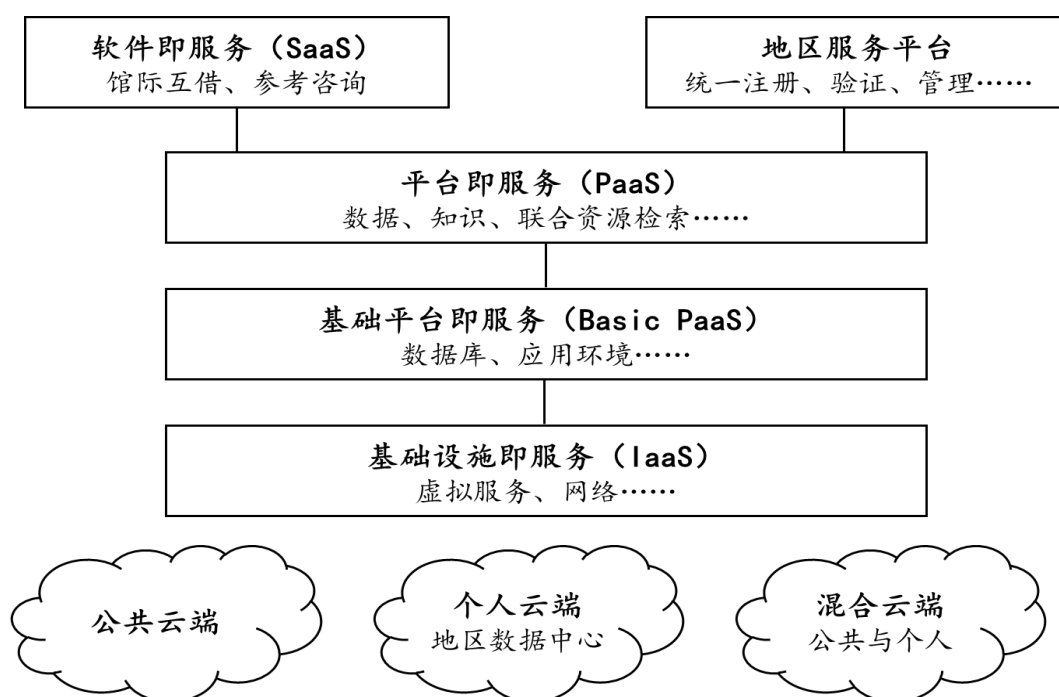 软件即服务（SaaS）
馆际互借、参考咨询
地区服务平台
统一注册、验证、管理……
平台即服务（PaaS）
数据、知识、联合资源检索……
基础平台即服务（Basic PaaS）
数据库、应用环境……
基础设施即服务（IaaS）
虚拟服务、网络……
公共云端
个人云端
地区数据中心
混合云端
公共与个人